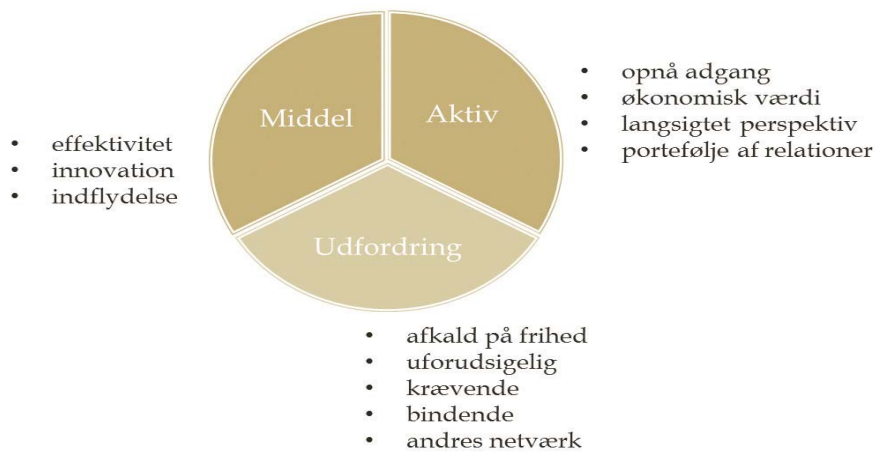 Middel
Aktiv
Udfordring
• effektivitet
• innovation
• indflydelse
• opnå adgang
• økonomisk værdi
• langsigtet perspektiv
• portefølje af relationer
• afkald på frihed
• uforudsigelig
• krævende
• bindende
• andres netværk